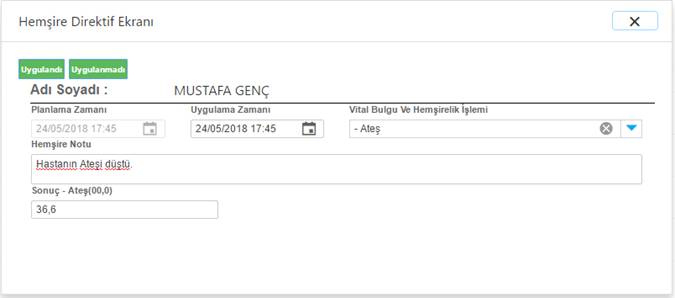 Hemşire Direktif Ekranı
Uygulandı Uygulanmadı
Adı Soyadı : MUSTAFA GENÇ
Planlama Zamanı Uygulama Zamanı Vital Bulgu Ve Hemşirelik İşlemi
24/05/2018 17:45 24/05/2018 17:45 - Ateş
Hemşire Notu
Hastanın Ateşi düştü.
Sonuç - Ateş(00,0)
36,6